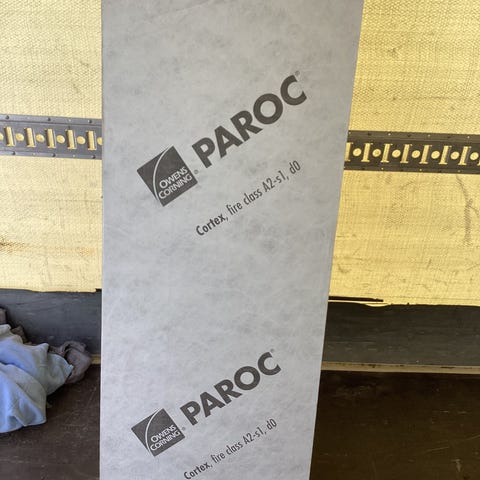 OWENS
CORNING®
PAROC®
Cortex, fire class A2-s1, d0
OWENS
CORNING®
PAROC®
Cortex, fire class A2-s1, d0